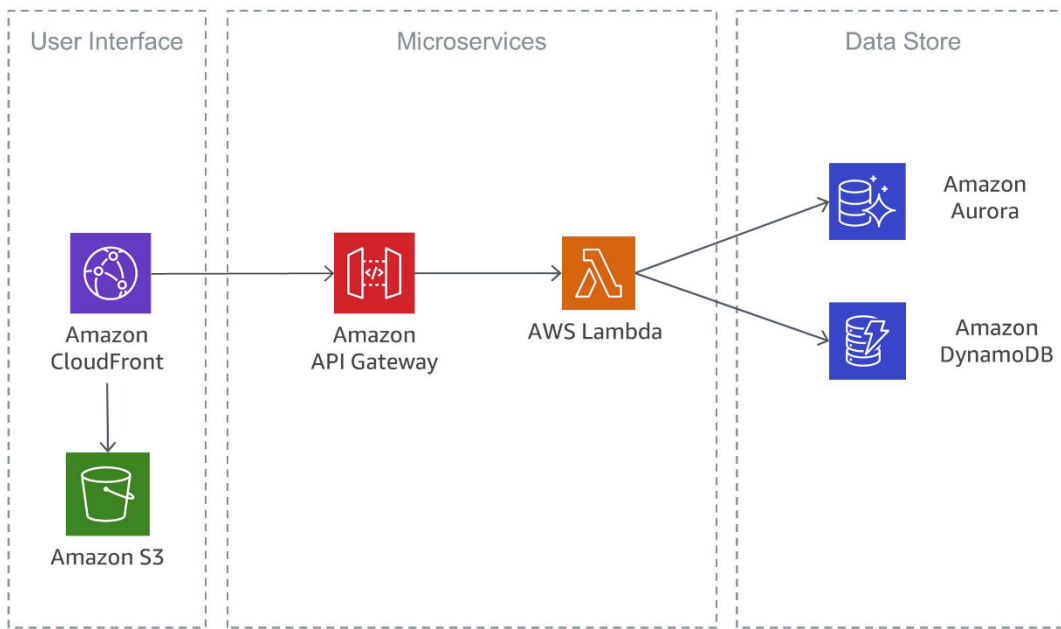 User Interface
Microservices
Data Store
Amazon
CloudFront
Amazon S3
</>
Amazon
API Gateway
AWS Lambda
Amazon
Aurora
Amazon
DynamoDB